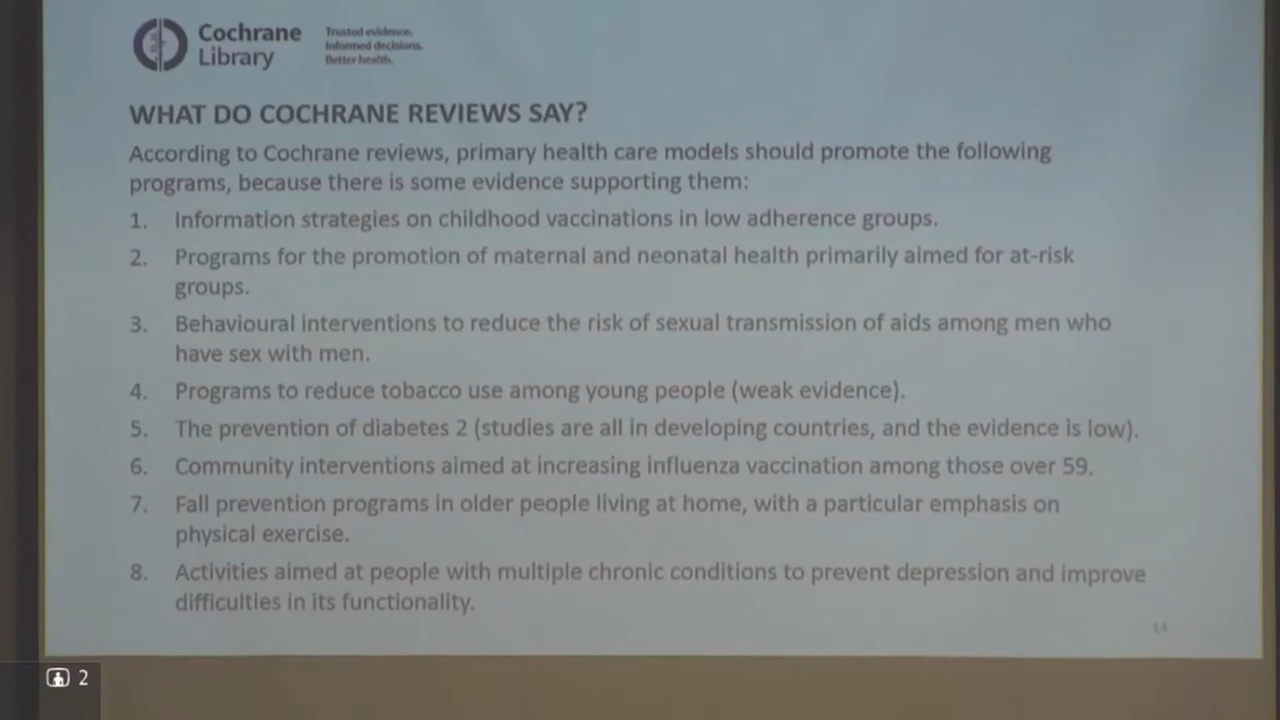 Cochrane
Library
Trusted evidence.
Informed decisions.
Better health.
WHAT DO COCHRANE REVIEWS SAY?
According to Cochrane reviews, primary health care models should promote the following
programs, because there is some evidence supporting them:
1. Information strategies on childhood vaccinations in low adherence groups.
2. Programs for the promotion of maternal and neonatal health primarily aimed for at-risk
groups.
3. Behavioural interventions to reduce the risk of sexual transmission of aids among men who
have sex with men.
4. Programs to reduce tobacco use among young people (weak evidence).
5. The prevention of diabetes 2 (studies are all in developing countries, and the evidence is low).
6. Community interventions aimed at increasing influenza vaccination among those over 59.
7. Fall prevention programs in older people living at home, with a particular emphasis on
physical exercise.
8. Activities aimed at people with multiple chronic conditions to prevent depression and improve
difficulties in its functionality.
14
2